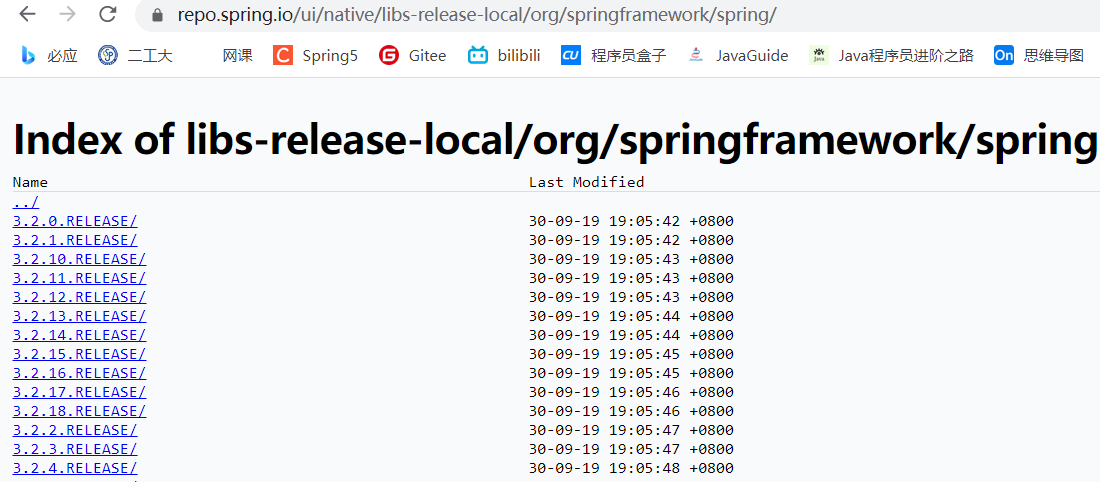 repo.spring.io/ui/native/libs-release-local/org/springframework/spring/
必应 二工大 网课 Spring5 Gitee bilibili CU 程序员盒子 JavaGuide Java程序员进阶之路 On 思维导图
Index of libs-release-local/org/springframework/spring
Name Last Modified
../
3.2.0.RELEASE/ 30-09-19 19:05:42 +0800
3.2.1.RELEASE/ 30-09-19 19:05:42 +0800
3.2.10.RELEASE/ 30-09-19 19:05:43 +0800
3.2.11.RELEASE/ 30-09-19 19:05:43 +0800
3.2.12.RELEASE/ 30-09-19 19:05:43 +0800
3.2.13.RELEASE/ 30-09-19 19:05:44 +0800
3.2.14.RELEASE/ 30-09-19 19:05:44 +0800
3.2.15.RELEASE/ 30-09-19 19:05:45 +0800
3.2.16.RELEASE/ 30-09-19 19:05:45 +0800
3.2.17.RELEASE/ 30-09-19 19:05:46 +0800
3.2.18.RELEASE/ 30-09-19 19:05:46 +0800
3.2.2.RELEASE/ 30-09-19 19:05:47 +0800
3.2.3.RELEASE/ 30-09-19 19:05:47 +0800
3.2.4.RELEASE/ 30-09-19 19:05:48 +0800